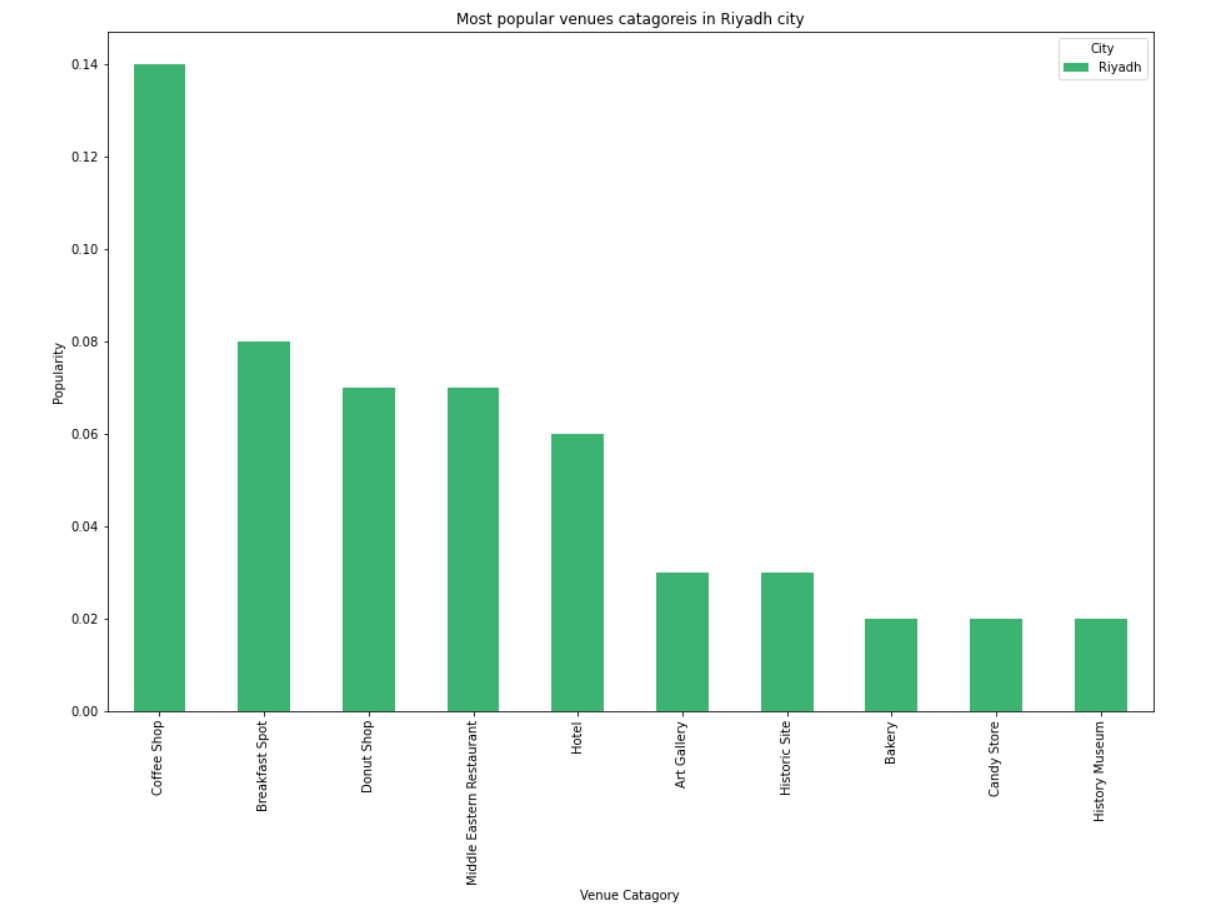 Most popular venues catagoreis in Riyadh city
City
Riyadh
0.14
0.12
0.10
0.08
0.06
0.04
0.02
0.00
Popularity
Coffee Shop
Breakfast Spot
Donut Shop
Middle Eastern Restaurant
Hotel
Art Gallery
Historic Site
Bakery
Candy Store
History Museum
Venue Catagory